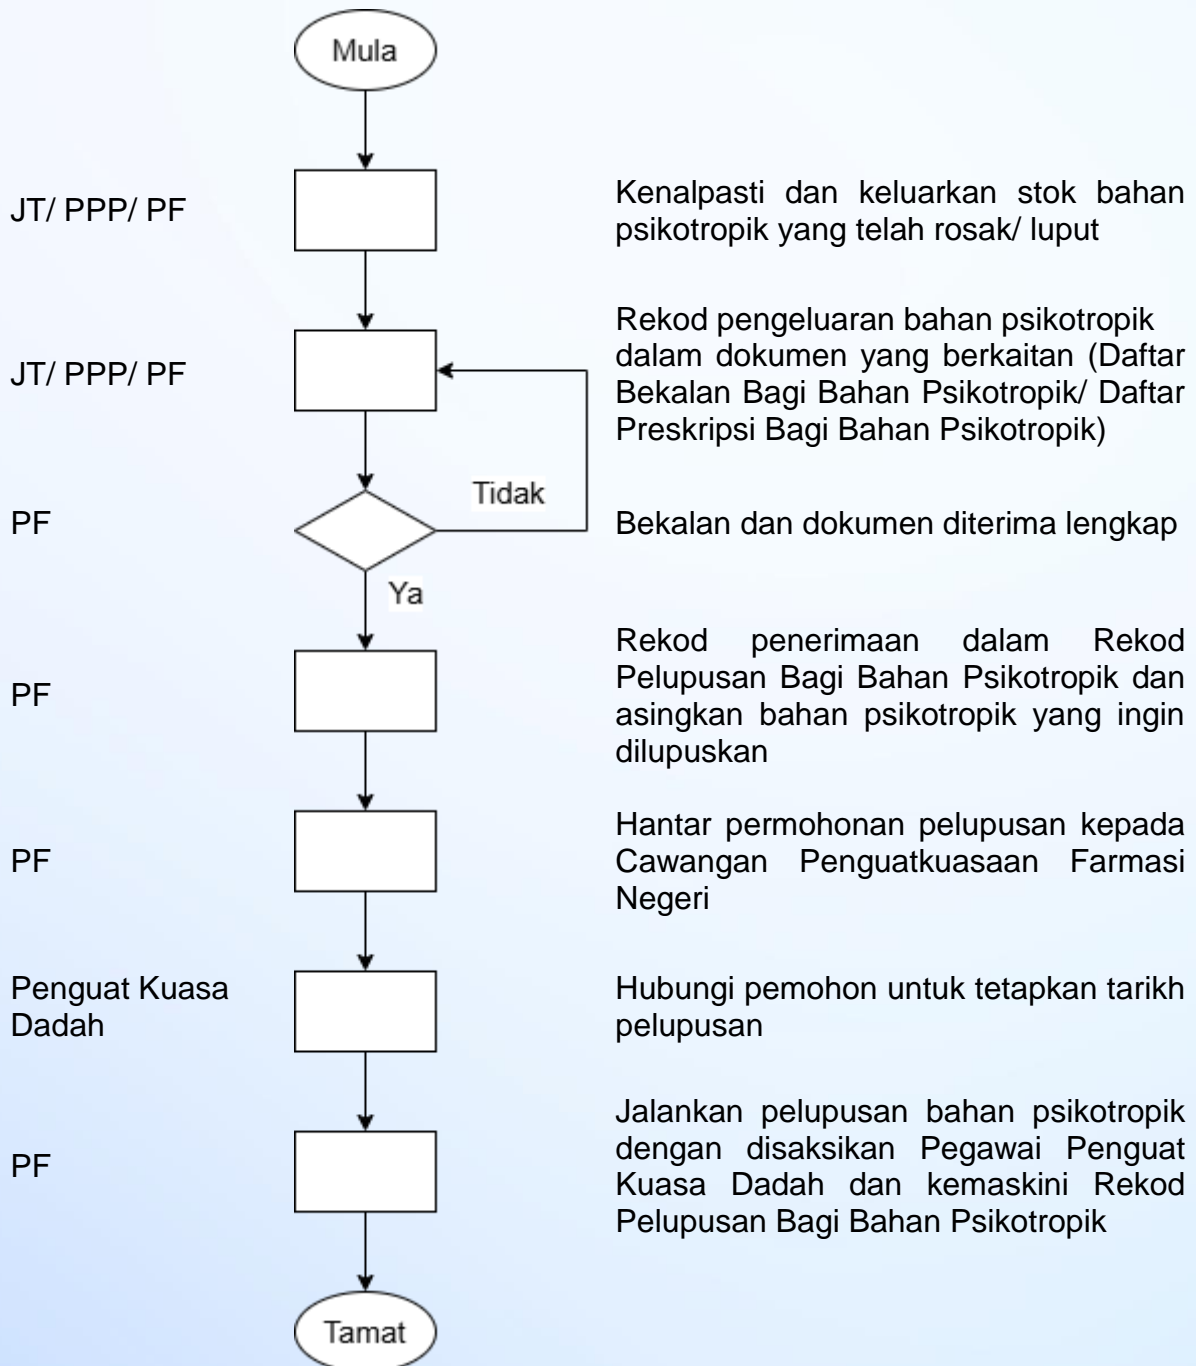 Mula
JT/ PPP/ PF
Kenalpasti dan keluarkan stok bahan
psikotropik yang telah rosak/ luput
JT/ PPP/ PF
Rekod pengeluaran bahan psikotropik
dalam dokumen yang berkaitan (Daftar
Bekalan Bagi Bahan Psikotropik/ Daftar
Preskripsi Bagi Bahan Psikotropik)
Tidak
PF
Bekalan dan dokumen diterima lengkap
Ya
PF
Rekod penerimaan dalam Rekod
Pelupusan Bagi Bahan Psikotropik dan
asingkan bahan psikotropik yang ingin
dilupuskan
PF
Hantar permohonan pelupusan kepada
Cawangan Penguatkuasaan Farmasi
Negeri
Penguat Kuasa
Dadah
Hubungi pemohon untuk tetapkan tarikh
pelupusan
PF
Jalankan pelupusan bahan psikotropik
dengan disaksikan Pegawai Penguat
Kuasa Dadah dan kemaskini Rekod
Pelupusan Bagi Bahan Psikotropik
Tamat